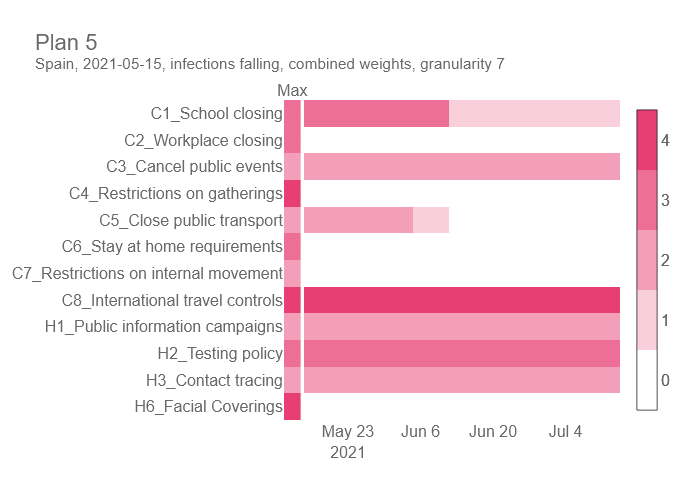 Plan 5
Spain, 2021-05-15, infections falling, combined weights, granularity 7
Max
C1_School closing
C2_Workplace closing
C3_Cancel public events
C4_Restrictions on gatherings
C5_Close public transport
C6_Stay at home requirements
C7_Restrictions on internal movement
C8_International travel controls
H1_Public information campaigns
H2_Testing policy
H3_Contact tracing
H6_Facial Coverings
May 23 Jun 6 Jun 20 Jul 4
2021
4
3
2
1
0